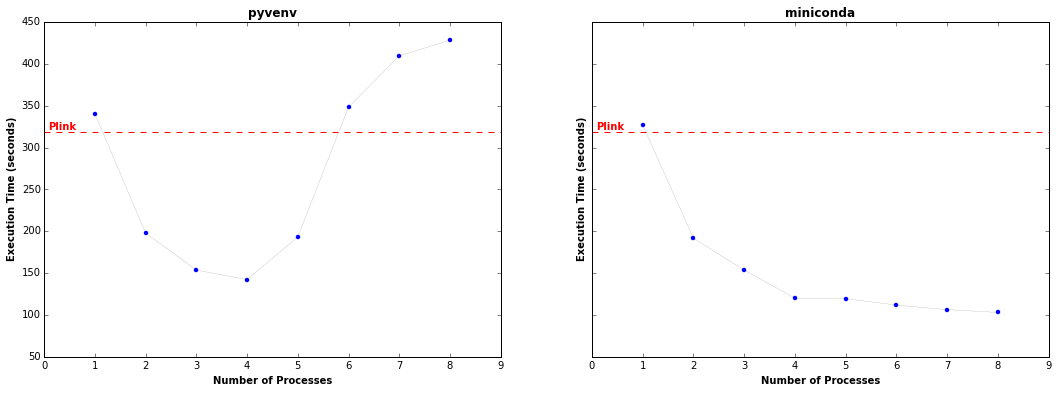 pyvenv
450
400
350
300
250
200
150
100
50
Execution Time (seconds)
Plink
0 1 2 3 4 5 6 7 8 9
Number of Processes
miniconda
Execution Time (seconds)
Plink
0 1 2 3 4 5 6 7 8 9
Number of Processes